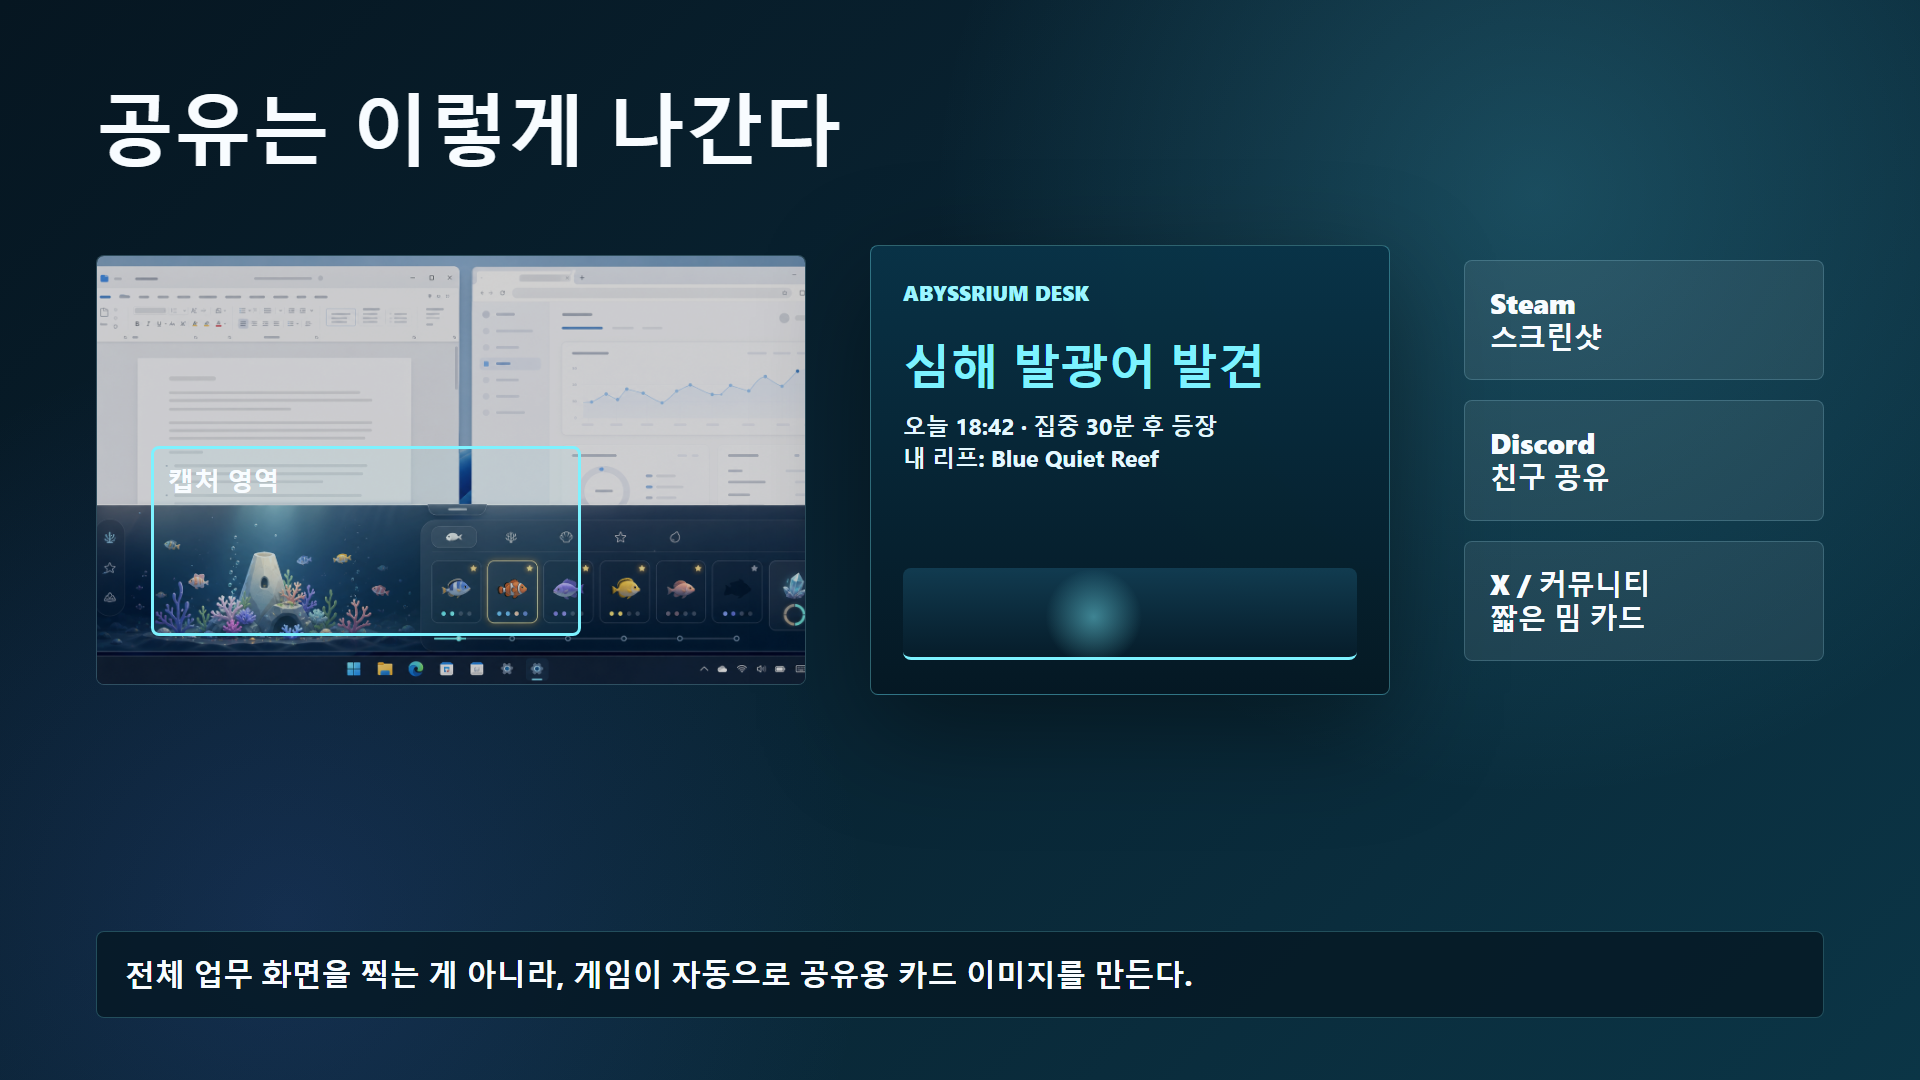 공유는 이렇게 나간다
캡처 영역
ABYSSRIUM DESK
심해 발광어 발견
오늘 18:42 · 집중 30분 후 등장
내 리프: Blue Quiet Reef
Steam
스크린샷
Discord
친구 공유
X / 커뮤니티
짧은 밈 카드
전체 업무 화면을 찍는 게 아니라, 게임이 자동으로 공유용 카드 이미지를 만든다.